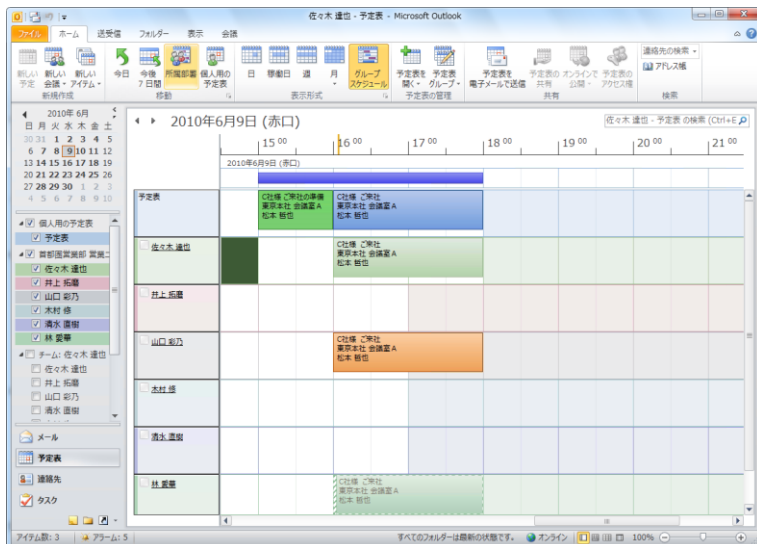 佐々木 達也 - 予定表 - Microsoft Outlook
ファイル ホーム 送受信 フォルダー 表示 会議
新しい予定
新しい会議
新しいアイテム
今日
今後7日間
所属部署
個人用の予定表
日
稼働日
週
月
グループスケジュール
予定表を開く
予定表グループ
予定表を電子メールで送信
予定表の共有
オンラインで公開
予定表のアクセス権
連絡先の検索
アドレス帳
新規作成 移動 表示形式 予定表の管理 共有 検索
2010年 6月
日 月 火 水 木 金 土
30 31 1 2 3 4 5
6 7 8 9 10 11 12
13 14 15 16 17 18 19
20 21 22 23 24 25 26
27 28 29 30 1 2 3
4 5 6 7 8 9 10
個人用の予定表
予定表
首都圏営業部 営業二
佐々木 達也
井上 拓磨
山口 彩乃
木村 修
清水 直樹
林 愛華
チーム: 佐々木 達也
佐々木 達也
井上 拓磨
山口 彩乃
清水 直樹
メール
予定表
連絡先
タスク
2010年6月9日 (赤口)
佐々木 達也 - 予定表 の検索 (Ctrl+E
15 00 16 00 17 00 18 00 19 00 20 00 21 00
2010年6月9日 (赤口)
予定表
C社様 ご来社の準備
東京本社 会議室A
松本 哲也
C社様 ご来社
東京本社 会議室A
松本 哲也
佐々木 達也
C社様 ご来社
東京本社 会議室A
松本 哲也
井上 拓磨
山口 彩乃
C社様 ご来社
東京本社 会議室A
松本 哲也
木村 修
清水 直樹
林 愛華
C社様 ご来社
東京本社 会議室A
松本 哲也
アイテム数: 3 アラーム: 5 すべてのフォルダーは最新の状態です。 オンライン 100%